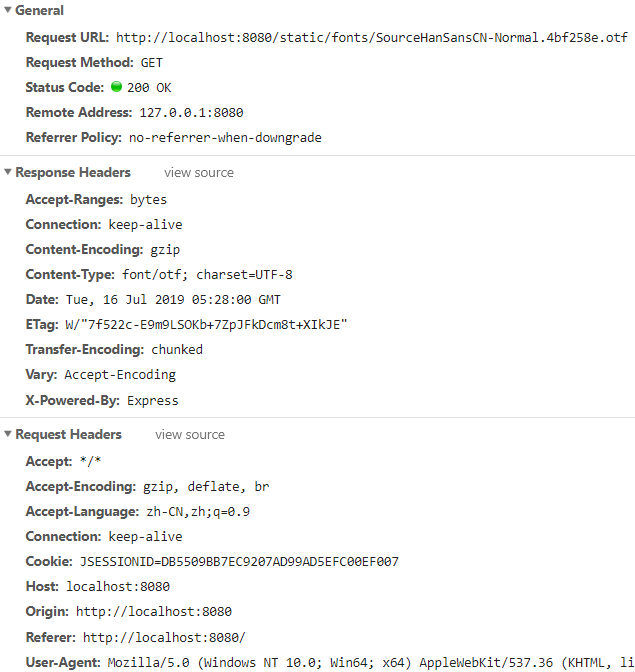 General
Request URL: http://localhost:8080/static/fonts/SourceHanSansCN-Normal.4bf258e.otf
Request Method: GET
Status Code: 200 OK
Remote Address: 127.0.0.1:8080
Referrer Policy: no-referrer-when-downgrade
Response Headers view source
Accept-Ranges: bytes
Connection: keep-alive
Content-Encoding: gzip
Content-Type: font/otf; charset=UTF-8
Date: Tue, 16 Jul 2019 05:28:00 GMT
ETag: W/"7f522c-E9m9LSOKb+7ZpJFkDcm8t+XIkJE"
Transfer-Encoding: chunked
Vary: Accept-Encoding
X-Powered-By: Express
Request Headers view source
Accept: */*
Accept-Encoding: gzip, deflate, br
Accept-Language: zh-CN,zh;q=0.9
Connection: keep-alive
Cookie: JSESSIONID=DB5509BB7EC9207AD99AD5EFC00EF007
Host: localhost:8080
Origin: http://localhost:8080
Referer: http://localhost:8080/
User-Agent: Mozilla/5.0 (Windows NT 10.0; Win64; x64) AppleWebKit/537.36 (KHTML, li